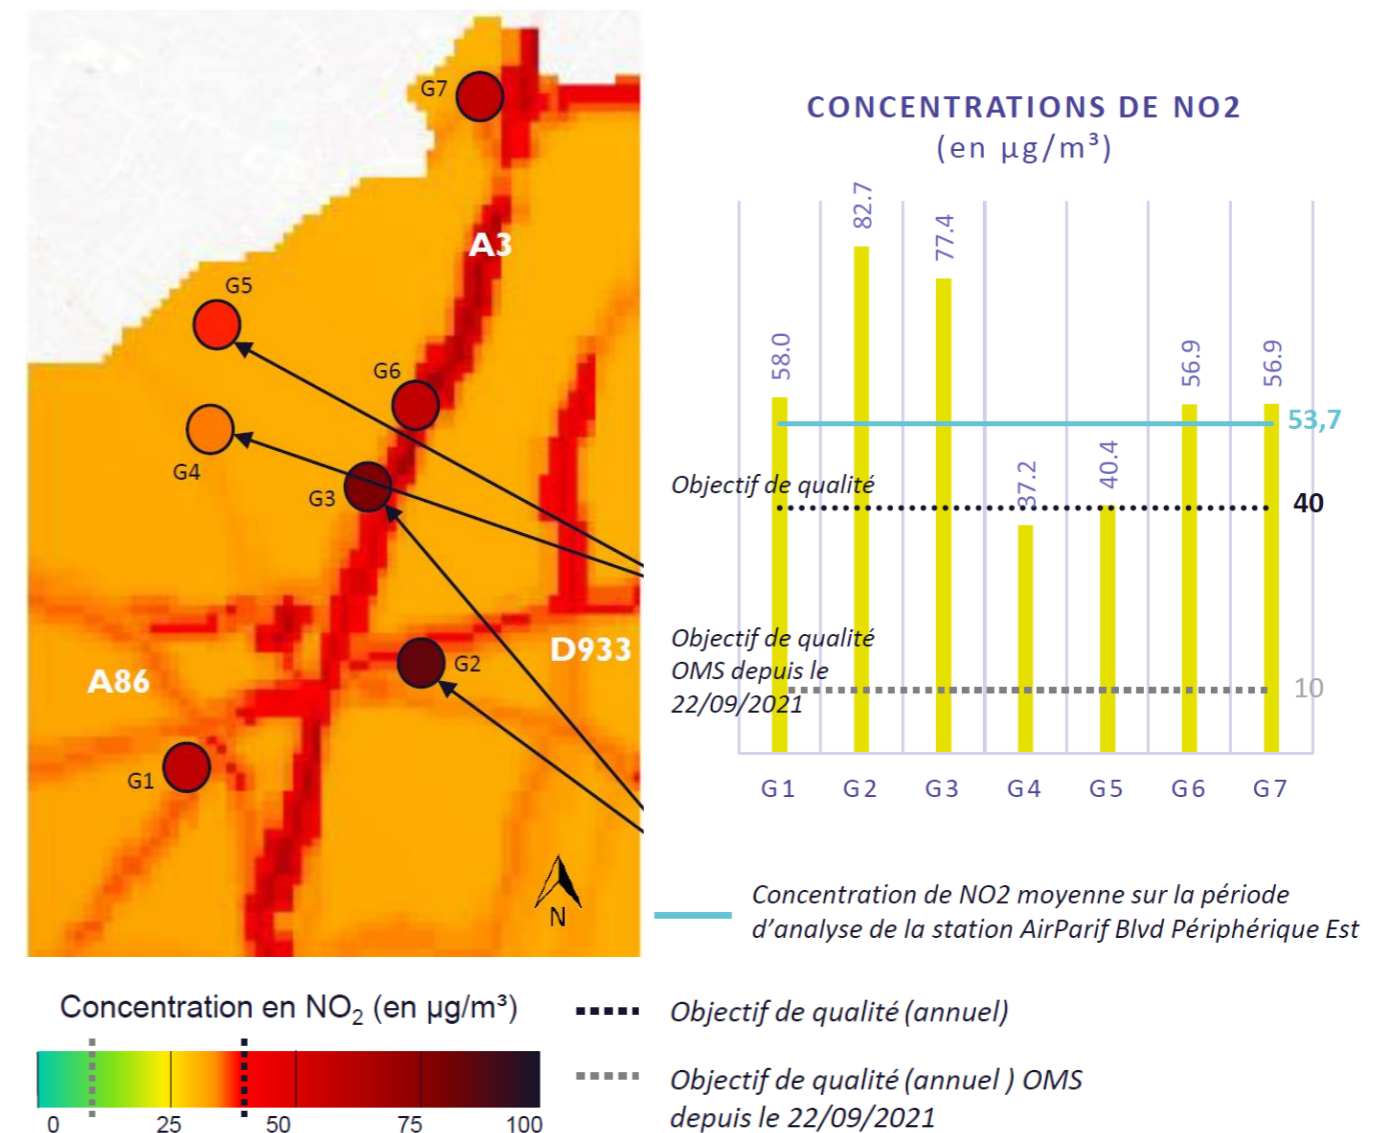 G7
A3
G5
G6
G4
G3
A86
D933
G2
G1
N
Concentration en NO₂ (en µg/m³)
0 25 50 75 100
CONCENTRATIONS DE NO2
(en µg/m³)
58.0
82.7
77.4
37.2
40.4
56.9
56.9
53,7
Objectif de qualité
40
Objectif de qualité
OMS depuis le
22/09/2021
10
G1 G2 G3 G4 G5 G6 G7
Concentration de NO2 moyenne sur la période
d’analyse de la station AirParif Blvd Périphérique Est
Objectif de qualité (annuel)
Objectif de qualité (annuel ) OMS
depuis le 22/09/2021